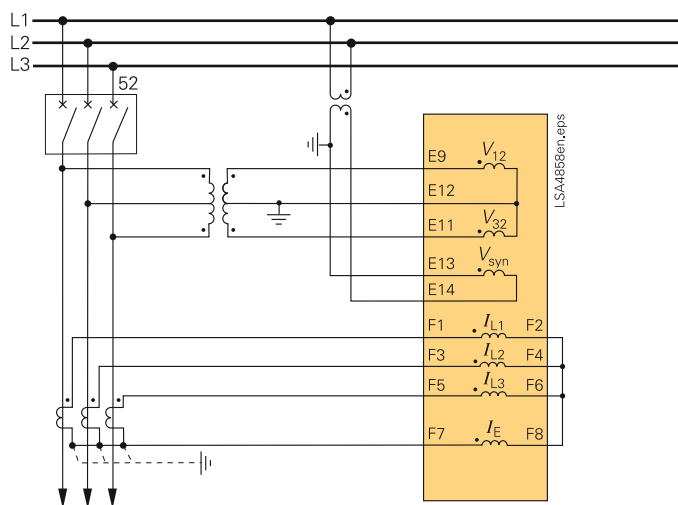 L1
L2
L3
52
LSA4858en.eps
E9 V12
E12
E11 V32
E13 Vsyn
E14
F1 IL1 F2
F3 IL2 F4
F5 IL3 F6
F7 IE F8